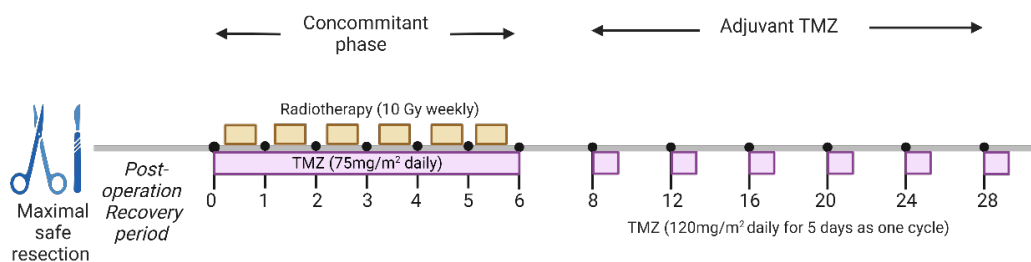 Concommitant
phase
Adjuvant TMZ
Radiotherapy (10 Gy weekly)
TMZ (75mg/m² daily)
Maximal
safe
resection
Post-
operation
Recovery
period
0 1 2 3 4 5 6 8 12 16 20 24 28
TMZ (120mg/m² daily for 5 days as one cycle)